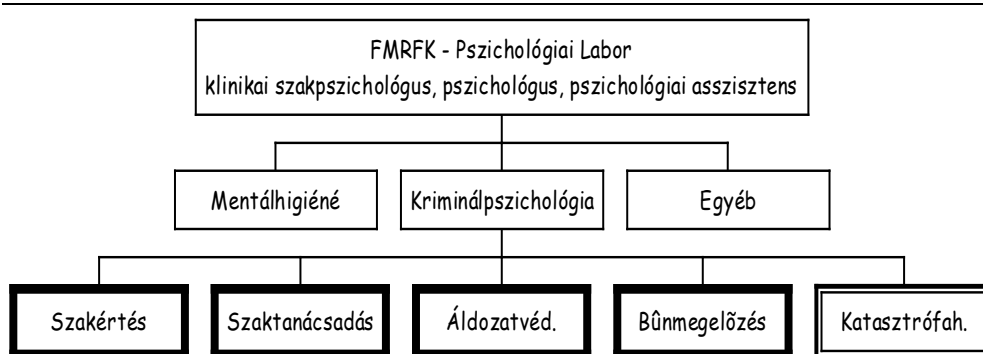 FMRFK - Pszichológiai Labor
klinikai szakpszichológus, pszichológus, pszichológiai asszisztens
Mentálhigiéné
Kriminálpszichológia
Egyéb
Szakértés
Szaktanácsadás
Áldozatvéd.
Bûnmegelõzés
Katasztrófah.